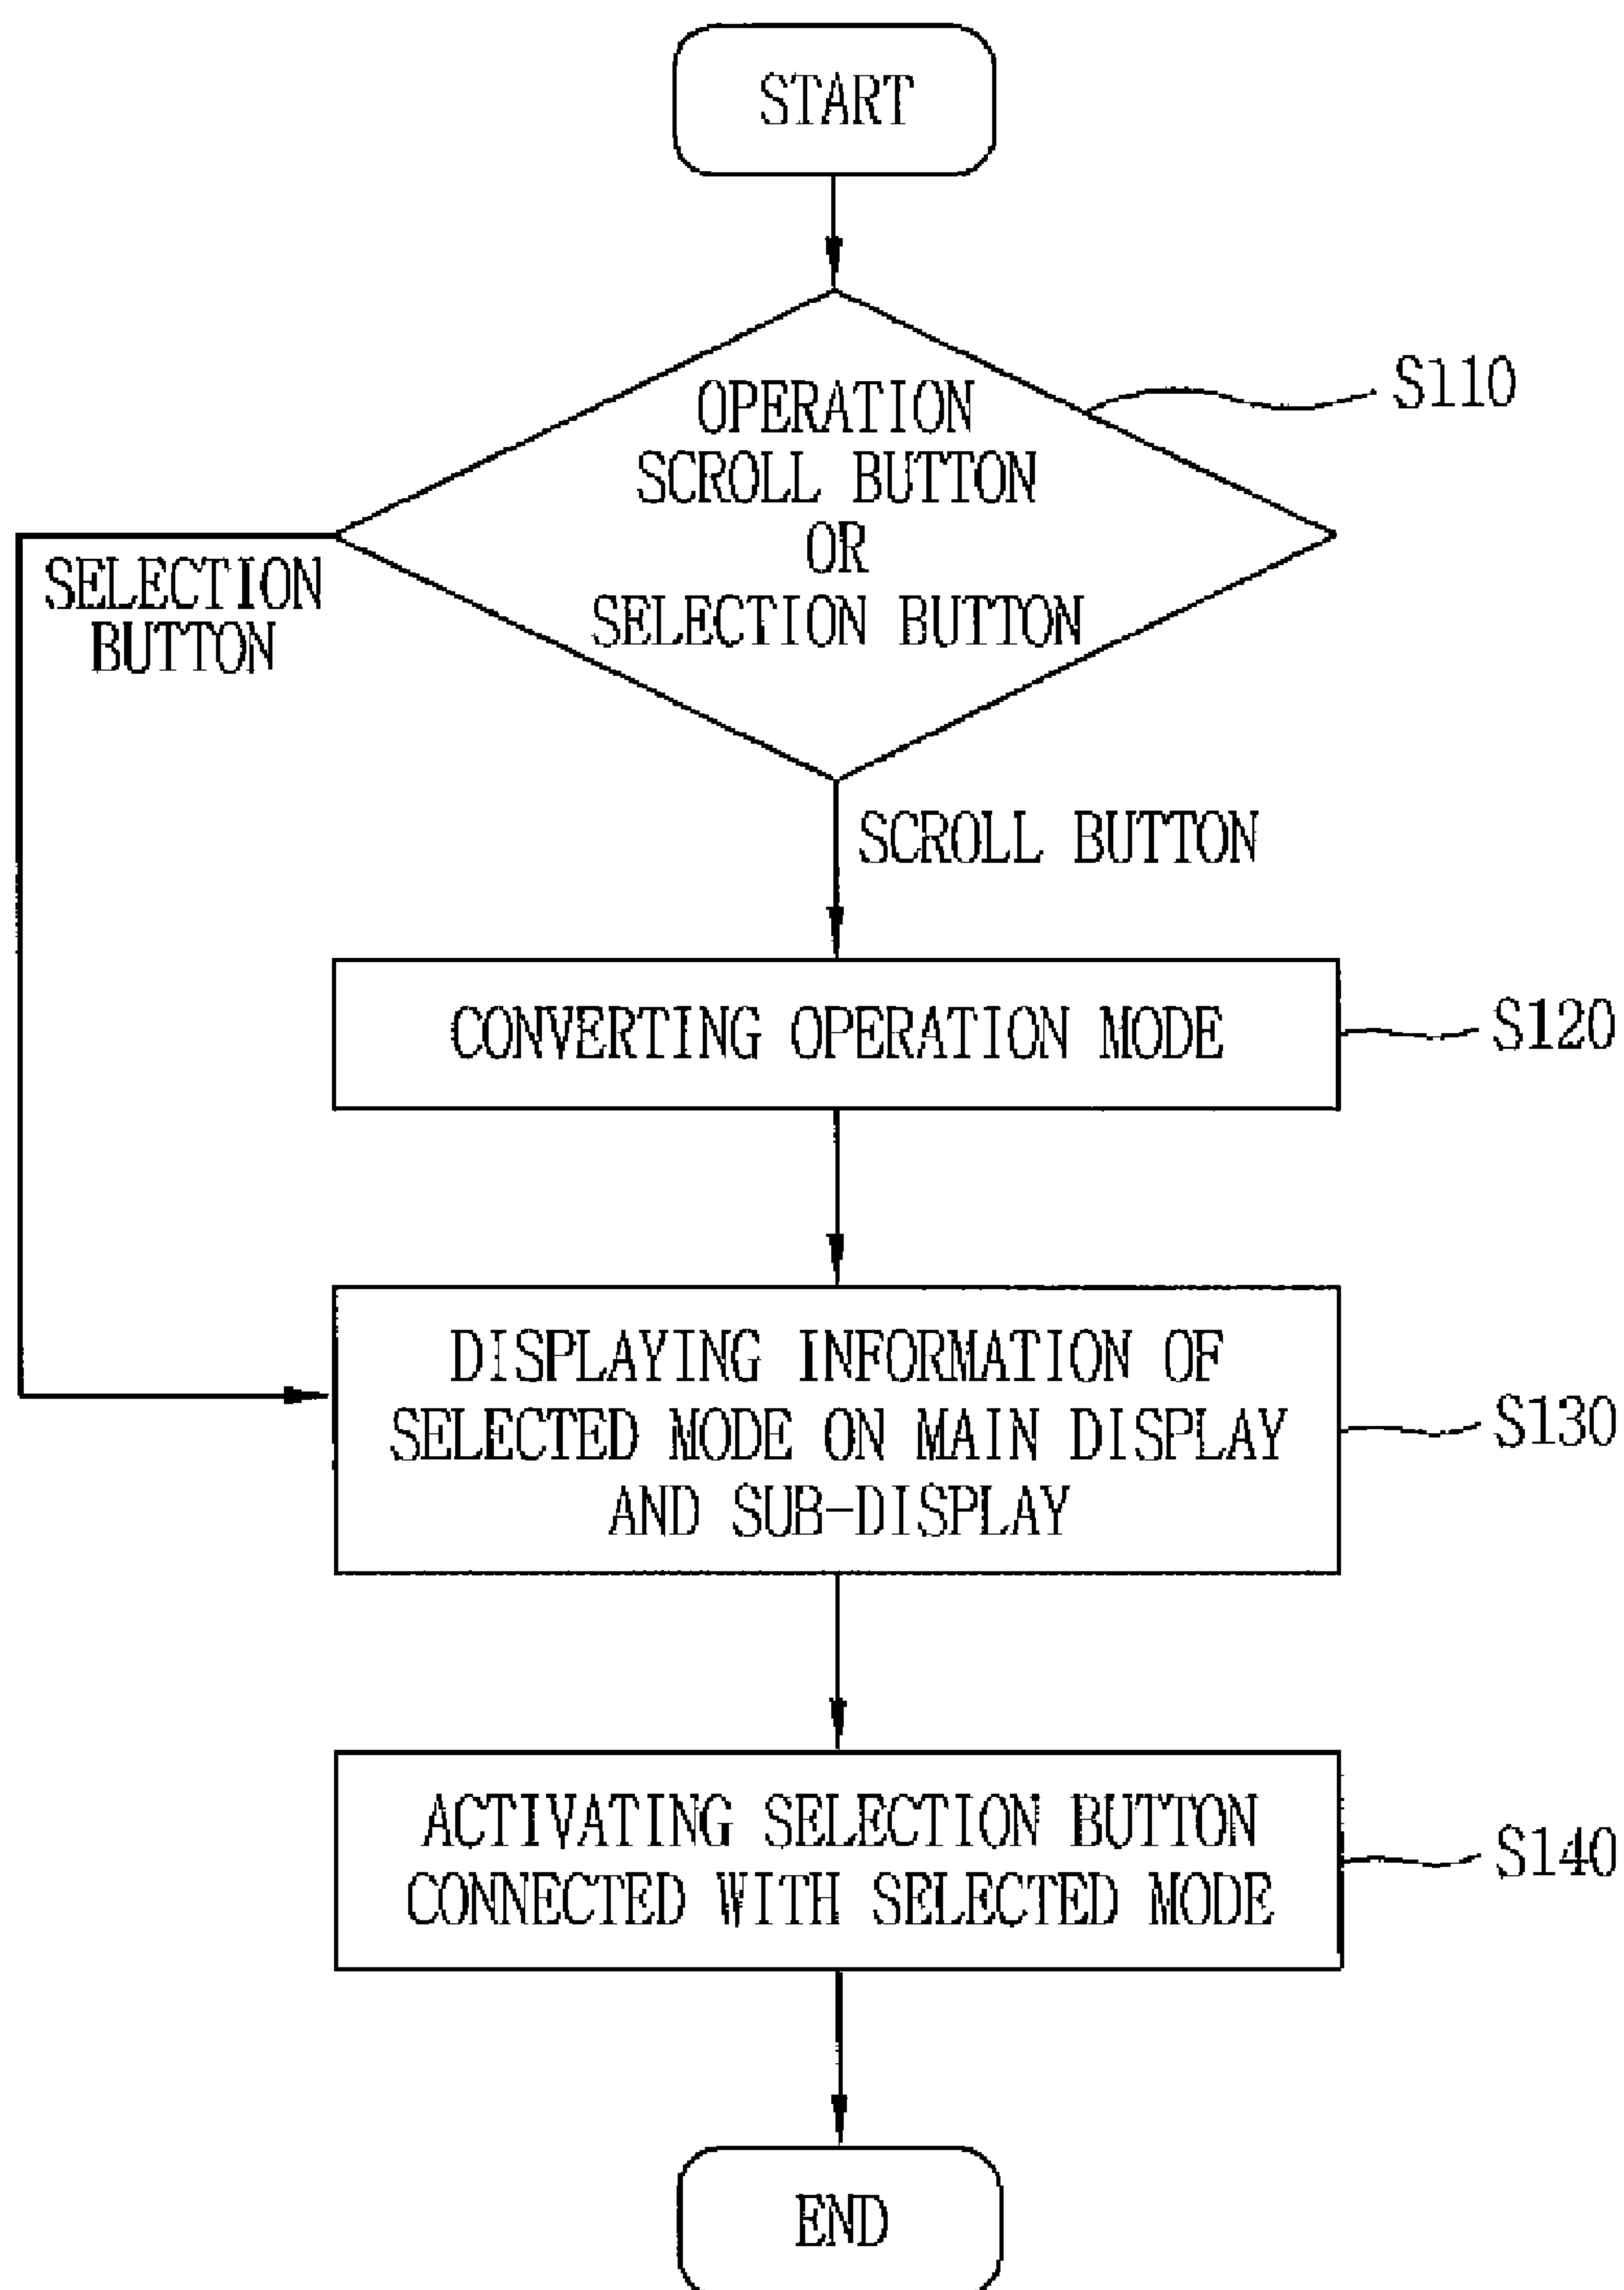 START
S110
OPERATION
SCROLL BUTTON
OR
SELECTION BUTTON
SELECTION
BUTTON
SCROLL BUTTON
CONVERTING OPERATION MODE
S120
DISPLAYING INFORMATION OF
SELECTED MODE ON MAIN DISPLAY
AND SUB-DISPLAY
S130
ACTIVATING SELECTION BUTTON
CONNECTED WITH SELECTED MODE
S140
END